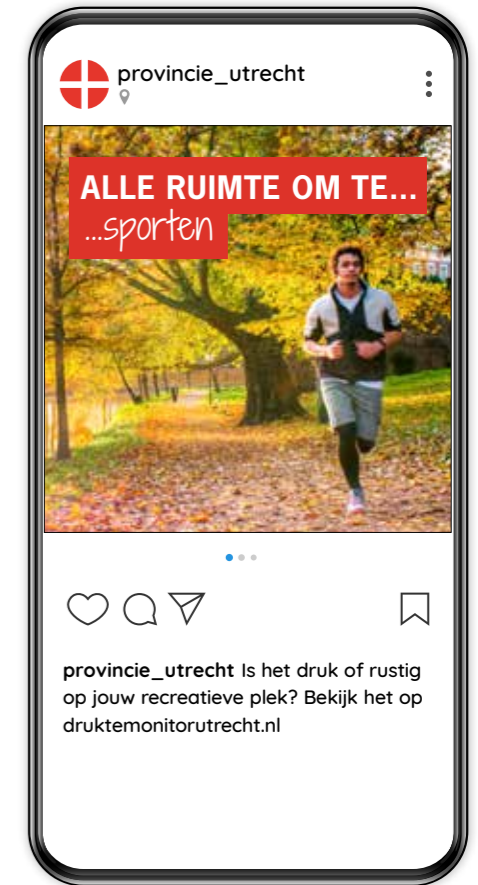 provincie_utrecht
ALLE RUIMTE OM TE...
...sporten
provincie_utrecht Is het druk of rustig
op jouw recreatieve plek? Bekijk het op
druktemonitorutrecht.nl